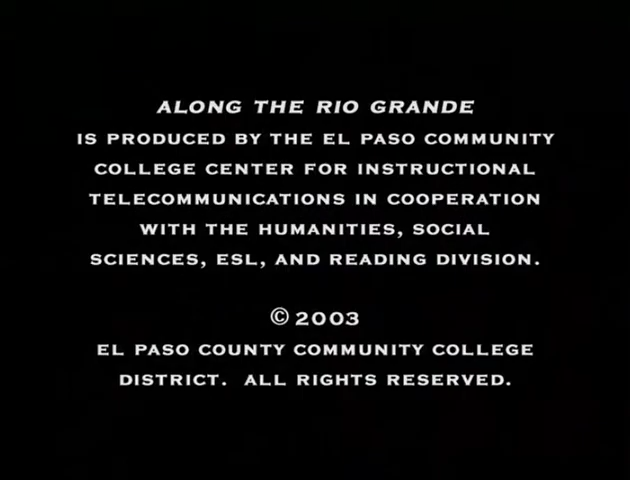 ALONG THE RIO GRANDE
IS PRODUCED BY THE EL PASO COMMUNITY
COLLEGE CENTER FOR INSTRUCTIONAL
TELECOMMUNICATIONS IN COOPERATION
WITH THE HUMANITIES, SOCIAL
SCIENCES, ESL, AND READING DIVISION.
© 2003
EL PASO COUNTY COMMUNITY COLLEGE
DISTRICT. ALL RIGHTS RESERVED.